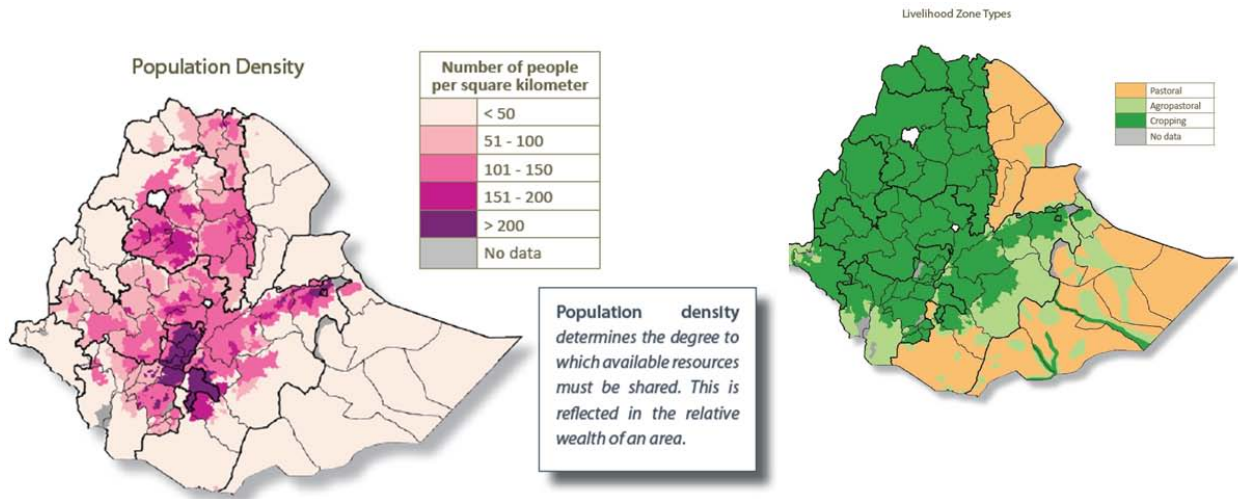 Population Density
Number of people
per square kilometer
< 50
51 - 100
101 - 150
151 - 200
> 200
No data
Population density
determines the degree to
which available resources
must be shared. This is
reflected in the relative
wealth of an area.
Livelihood Zone Types
Pastoral
Agropastoral
Cropping
No data